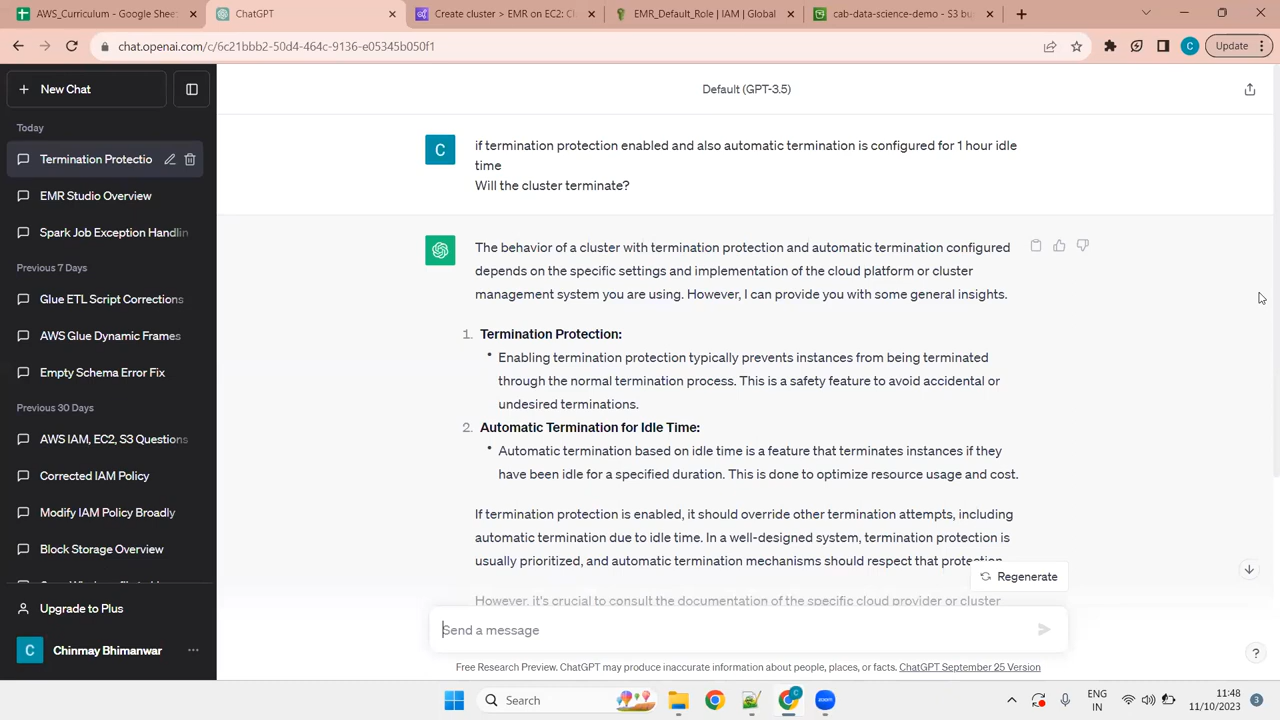 AWS_Curriculum - Google Shee
ChatGPT
Create cluster > EMR on EC2: Cl
EMR_Default_Role | IAM | Global
cab-data-science-demo - S3 bu
chat.openai.com/c/6c21bbb2-50d4-464c-9136-e05345b050f1
C
Update
New Chat
Default (GPT-3.5)
Today
Termination Protectio
EMR Studio Overview
Spark Job Exception Handlin
Previous 7 Days
Glue ETL Script Corrections
AWS Glue Dynamic Frames
Empty Schema Error Fix
Previous 30 Days
AWS IAM, EC2, S3 Questions
Corrected IAM Policy
Modify IAM Policy Broadly
Block Storage Overview
Upgrade to Plus
C
Chinmay Bhimanwar
C
if termination protection enabled and also automatic termination is configured for 1 hour idle
time
Will the cluster terminate?
The behavior of a cluster with termination protection and automatic termination configured
depends on the specific settings and implementation of the cloud platform or cluster
management system you are using. However, I can provide you with some general insights.
1. Termination Protection:
• Enabling termination protection typically prevents instances from being terminated
through the normal termination process. This is a safety feature to avoid accidental or
undesired terminations.
2. Automatic Termination for Idle Time:
• Automatic termination based on idle time is a feature that terminates instances if they
have been idle for a specified duration. This is done to optimize resource usage and cost.
If termination protection is enabled, it should override other termination attempts, including
automatic termination due to idle time. In a well-designed system, termination protection is
usually prioritized, and automatic termination mechanisms should respect that protection.
Regenerate
However, it's crucial to consult the documentation of the specific cloud provider or cluster
Send a message
Free Research Preview. ChatGPT may produce inaccurate information about people, places, or facts. ChatGPT September 25 Version
?
Search
ENG
IN
11:48
11/10/2023
3